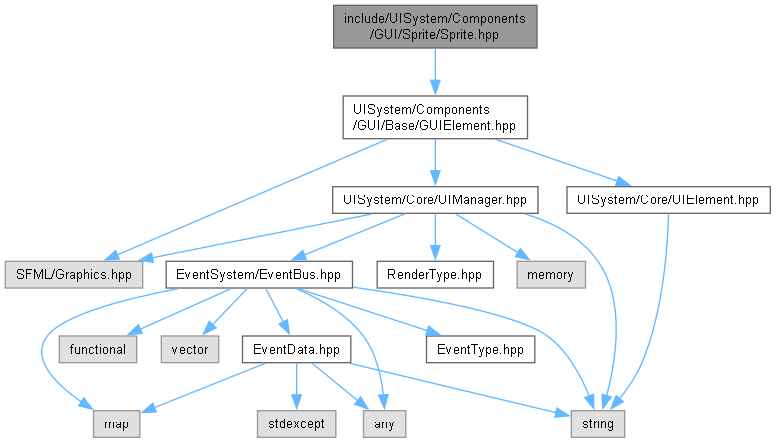 include/UISystem/Components
/GUI/Sprite/Sprite.hpp
UISystem/Components
/GUI/Base/GUIElement.hpp
UISystem/Core/UIManager.hpp
UISystem/Core/UIElement.hpp
SFML/Graphics.hpp
EventSystem/EventBus.hpp
RenderType.hpp
memory
functional
vector
EventData.hpp
EventType.hpp
map
stdexcept
any
string